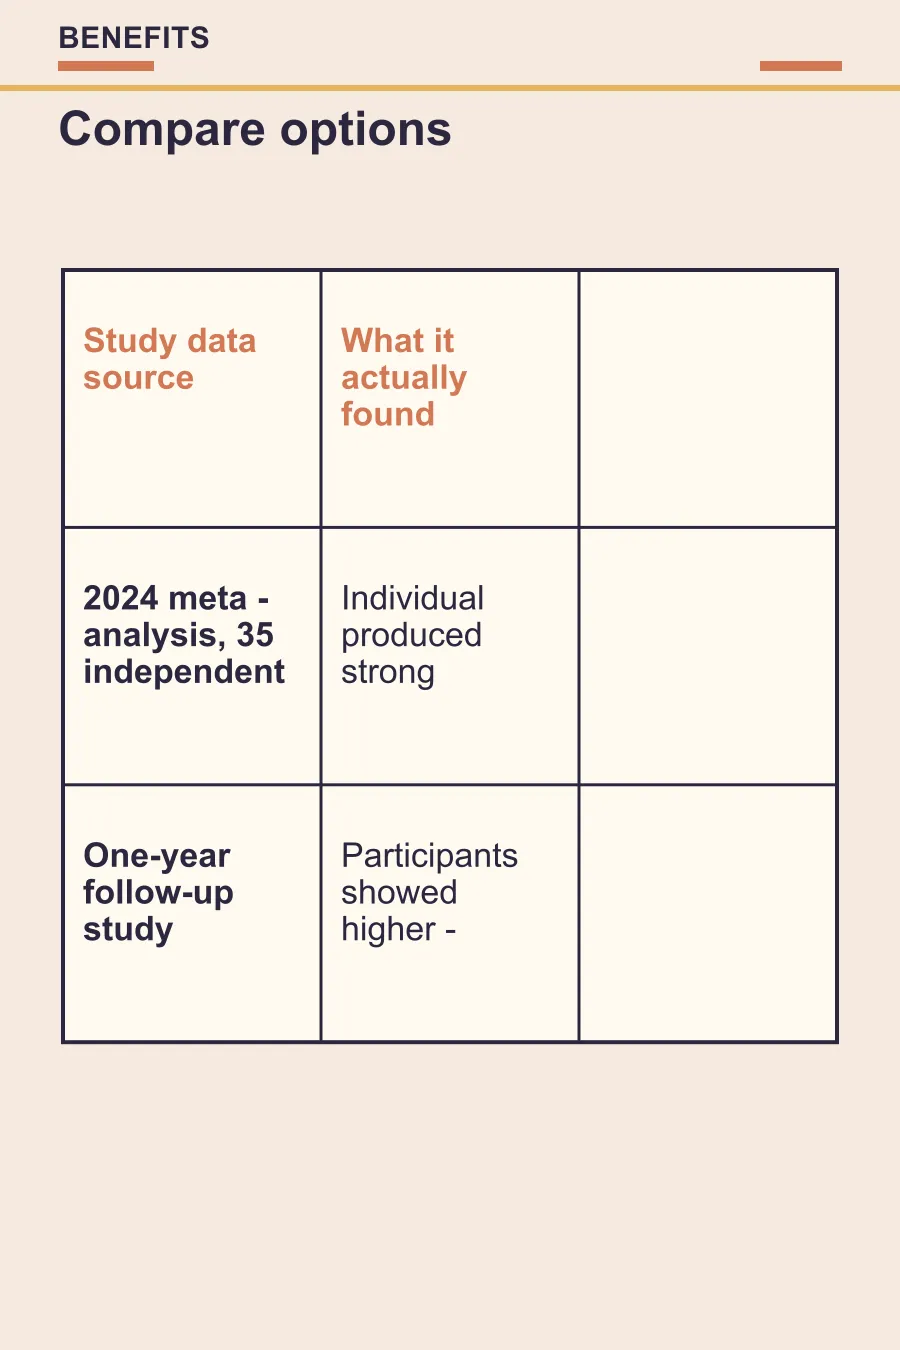 BENEFITS
Compare options
Study data
source
What it
actually
found
2024 meta -
analysis, 35
independent
Individual
produced
strong
One-year
follow-up
study
Participants
showed
higher -